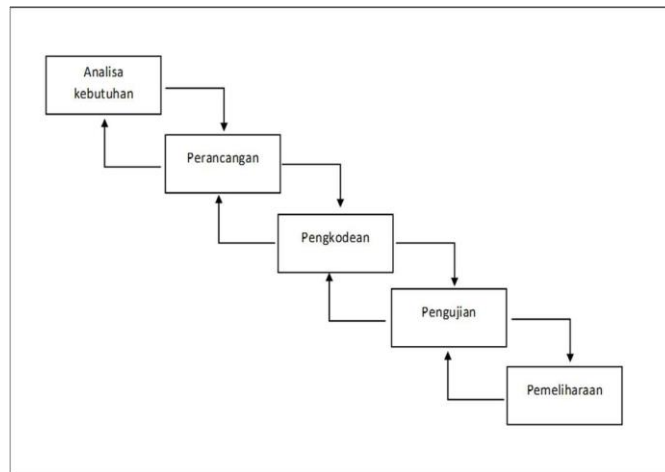 Analisa
kebutuhan
Perancangan
Pengkodean
Pengujian
Pemeliharaan